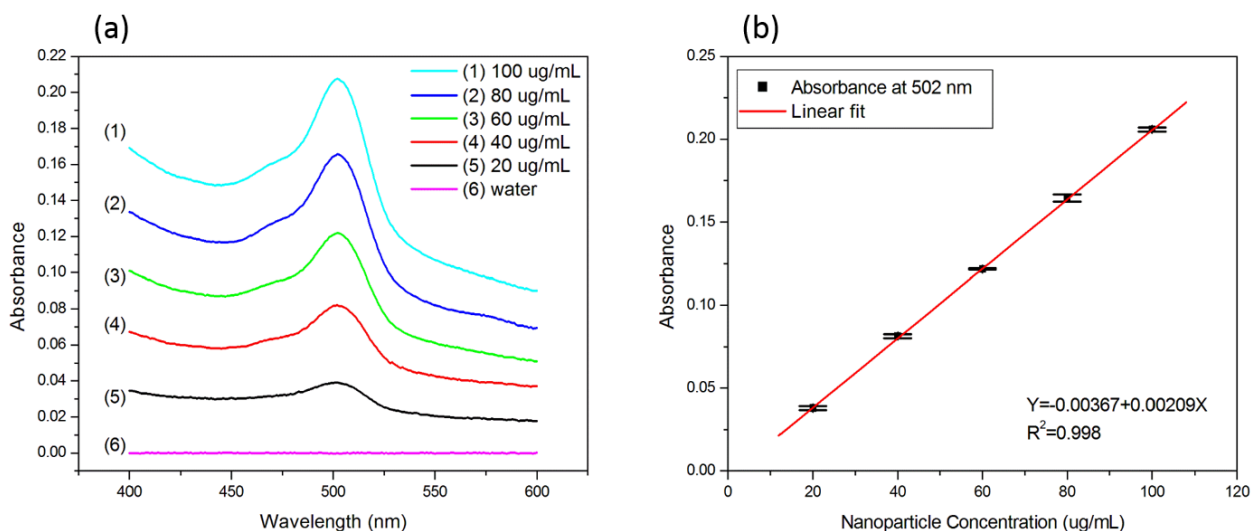 (a)
0.22
0.20
0.18
0.16
0.14
0.12
0.10
0.08
0.06
0.04
0.02
0.00
Absorbance
(1) 100 ug/mL
(2) 80 ug/mL
(3) 60 ug/mL
(4) 40 ug/mL
(5) 20 ug/mL
(6) water
(1)
(2)
(3)
(4)
(5)
(6)
400 450 500 550 600
Wavelength (nm)
(b)
0.25
0.20
0.15
0.10
0.05
0.00
Absorbance
Absorbance at 502 nm
Linear fit
Y=-0.00367+0.00209X
R²=0.998
0 20 40 60 80 100 120
Nanoparticle Concentration (ug/mL)